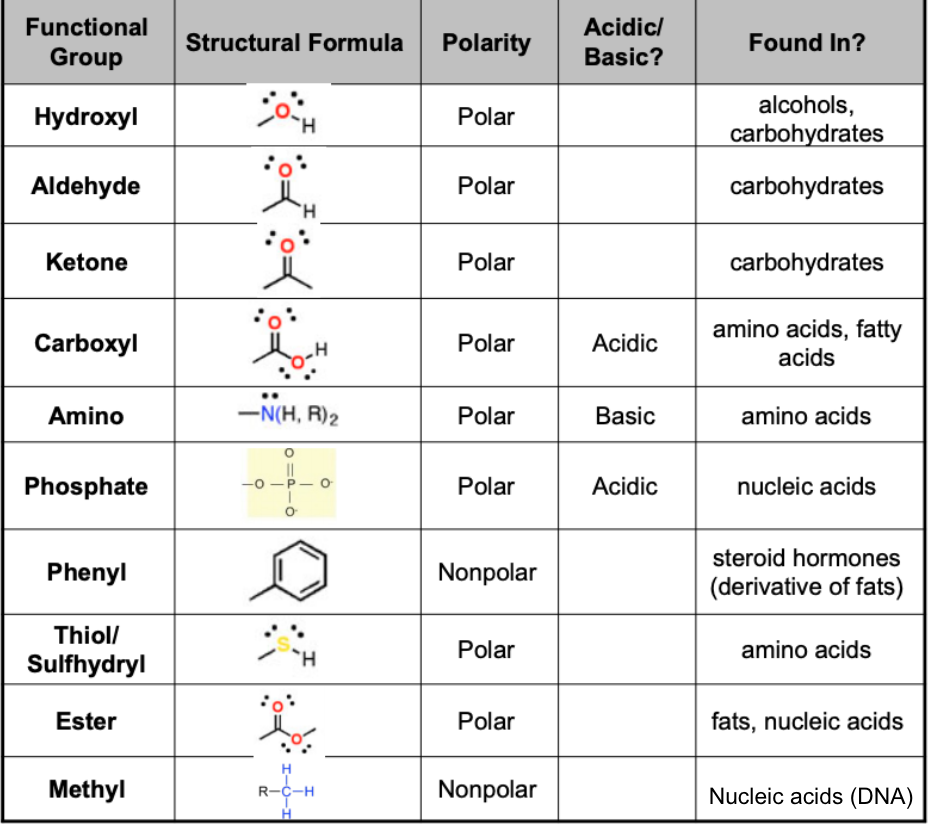 Functional Group
Structural Formula
Polarity
Acidic/
Basic?
Found In?
Hydroxyl
O
H
Polar
alcohols,
carbohydrates
Aldehyde
O
H
Polar
carbohydrates
Ketone
O
Polar
carbohydrates
Carboxyl
O
O H
Polar
Acidic
amino acids, fatty
acids
Amino
—N(H, R)2
Polar
Basic
amino acids
Phosphate
O
—O—P—O-
O-
Polar
Acidic
nucleic acids
Phenyl
Nonpolar
steroid hormones
(derivative of fats)
Thiol/
Sulfhydryl
S
H
Polar
amino acids
Ester
O
O
Polar
fats, nucleic acids
Methyl
H
R—C—H
H
Nonpolar
Nucleic acids (DNA)